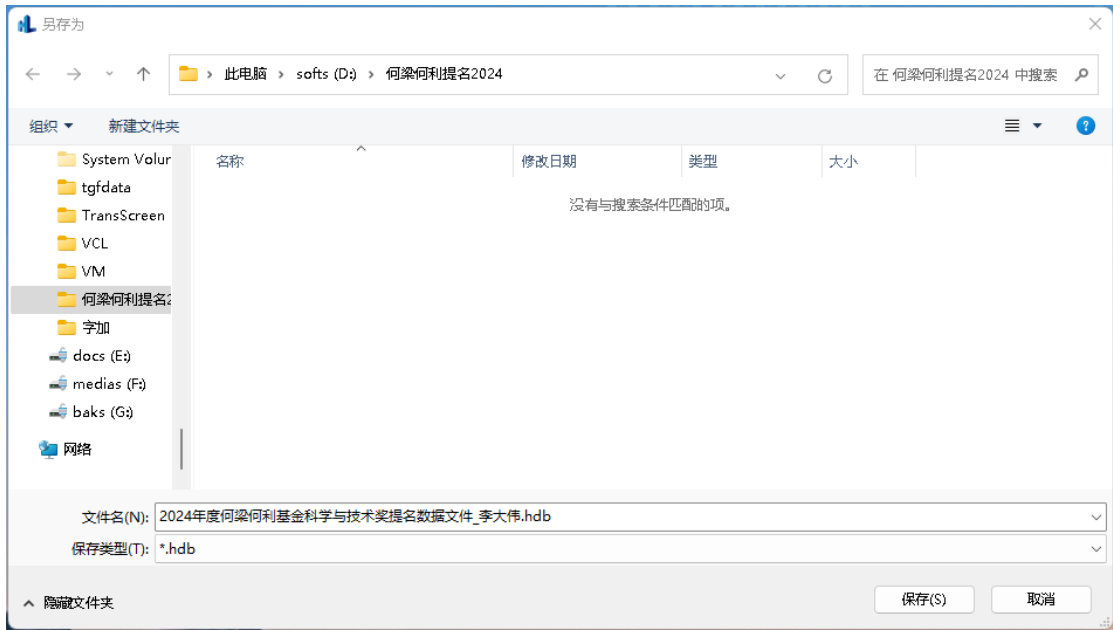 另存为
此电脑 › softs (D:) › 何梁何利提名2024
在 何梁何利提名2024 中搜索
组织 新建文件夹
名称 修改日期 类型 大小
没有与搜索条件匹配的项。
System Volur
tgfdata
TransScreen
VCL
VM
何梁何利提名2
字加
docs (E:)
medias (F:)
baks (G:)
网络
文件名(N): 2024年度何梁何利基金科学与技术奖提名数据文件_李大伟.hdb
保存类型(T): *.hdb
隐藏文件夹
保存(S) 取消